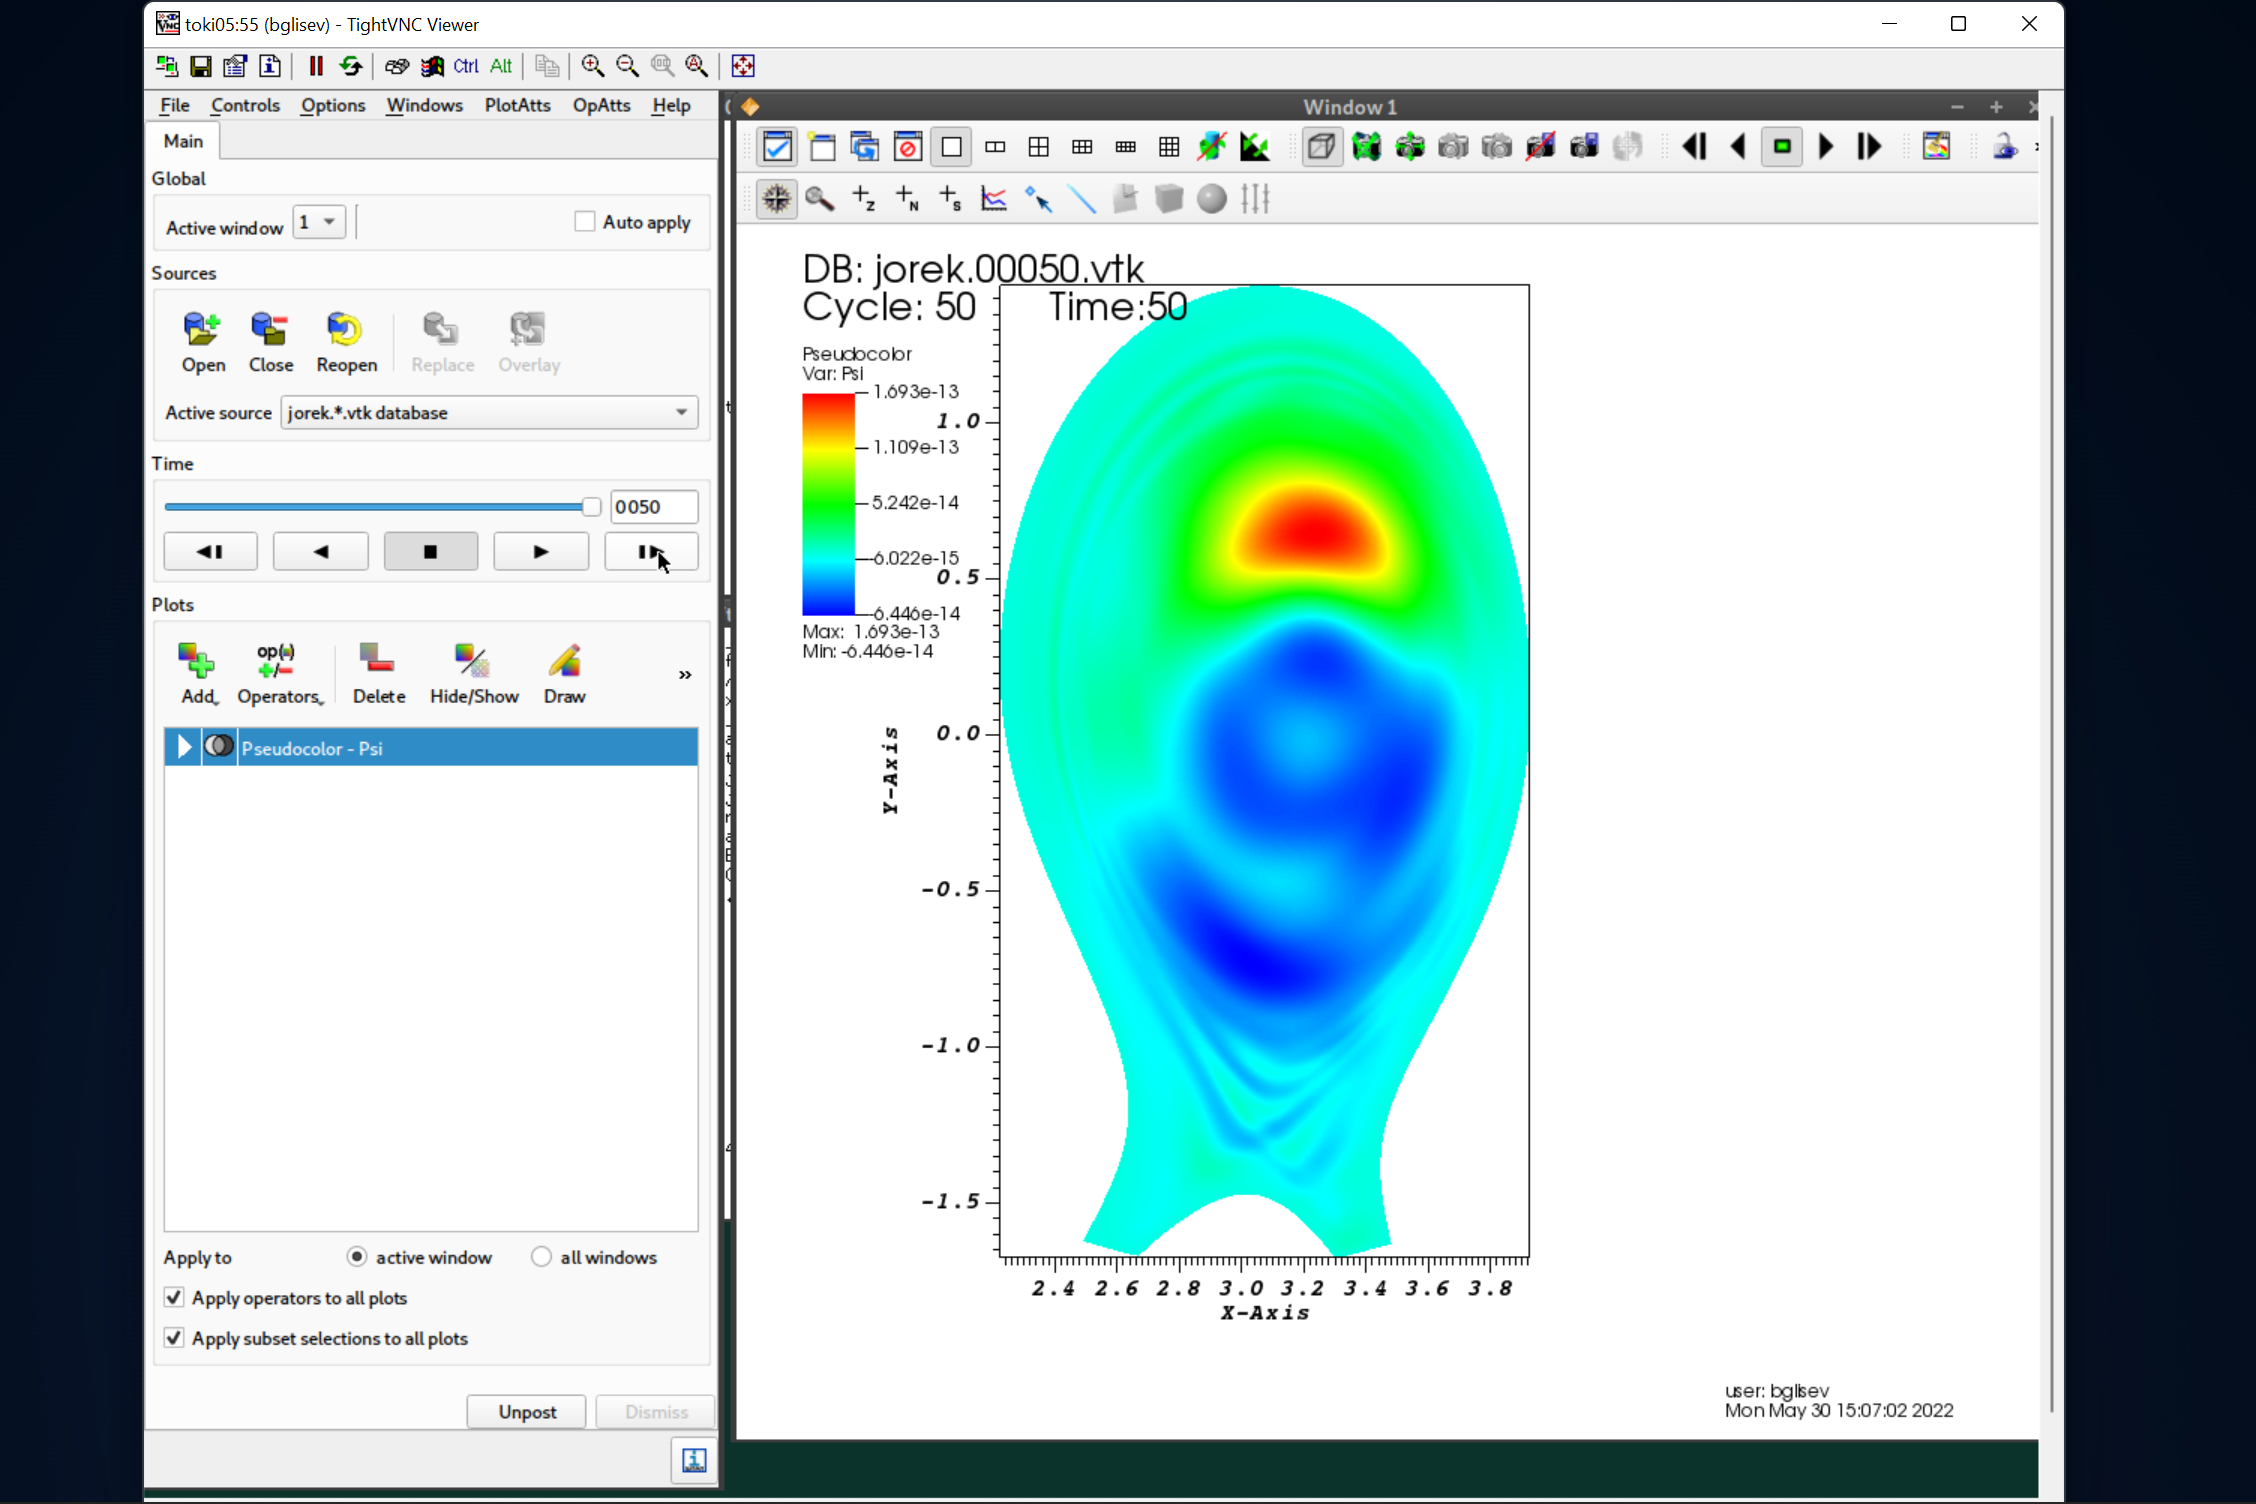 toki05:55 (bglisev) - TightVNC Viewer
Ctrl Alt
File Controls Options Windows PlotAtts OpAtts Help
Main
Global
Active window 1 Auto apply
Sources
Open Close Reopen Replace Overlay
Active source jorek.*.vtk database
Time
0050
Plots
Add Operators Delete Hide/Show Draw
op(•)
»
Pseudocolor - Psi
Apply to active window all windows
Apply operators to all plots
Apply subset selections to all plots
Unpost Dismiss
Window 1
DB: jorek.00050.vtk
Cycle: 50 Time:50
Pseudocolor
Var: Psi
1.693e-13
1.109e-13
5.242e-14
-6.022e-15
-6.446e-14
Max: 1.693e-13
Min: -6.446e-14
1.0
0.5
0.0
-0.5
-1.0
-1.5
Y-Axis
2.4 2.6 2.8 3.0 3.2 3.4 3.6 3.8
X-Axis
user: bglisev
Mon May 30 15:07:02 2022